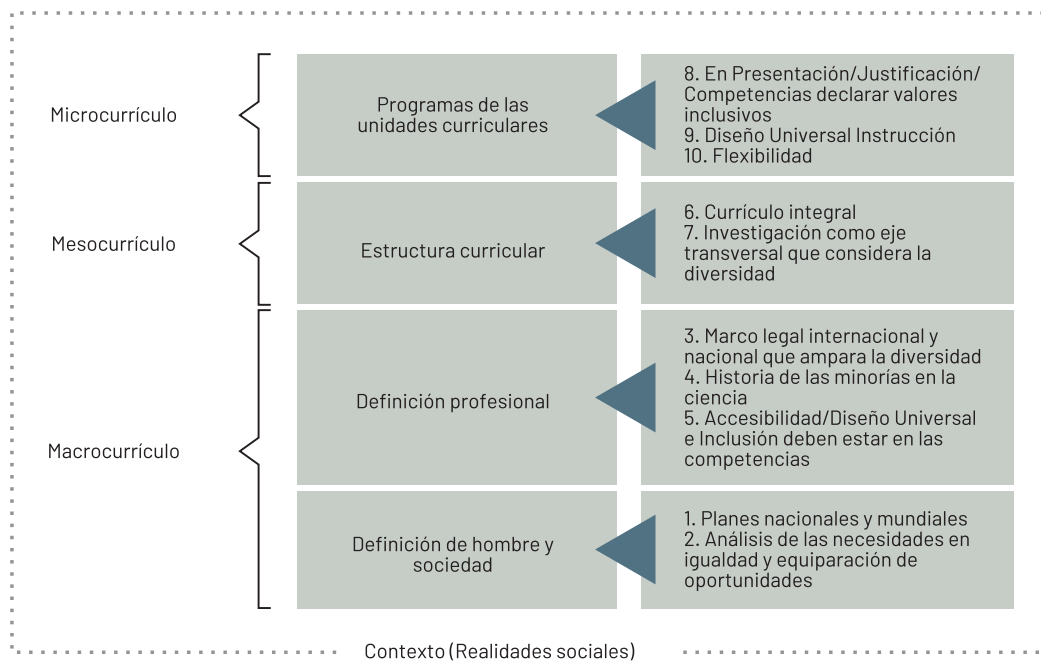 Microcurrículo
Programas de las
unidades curriculares
8. En Presentación/Justificación/
Competencias declarar valores
inclusivos
9. Diseño Universal Instrucción
10. Flexibilidad
Mesocurrículo
Estructura curricular
6. Currículo integral
7. Investigación como eje
transversal que considera la
diversidad
Macrocurrículo
Definición profesional
3. Marco legal internacional y
nacional que ampara la diversidad
4. Historia de las minorías en la
ciencia
5. Accesibilidad/Diseño Universal
e Inclusión deben estar en las
competencias
Definición de hombre y
sociedad
1. Planes nacionales y mundiales
2. Análisis de las necesidades en
igualdad y equiparación de
oportunidades
Contexto (Realidades sociales)